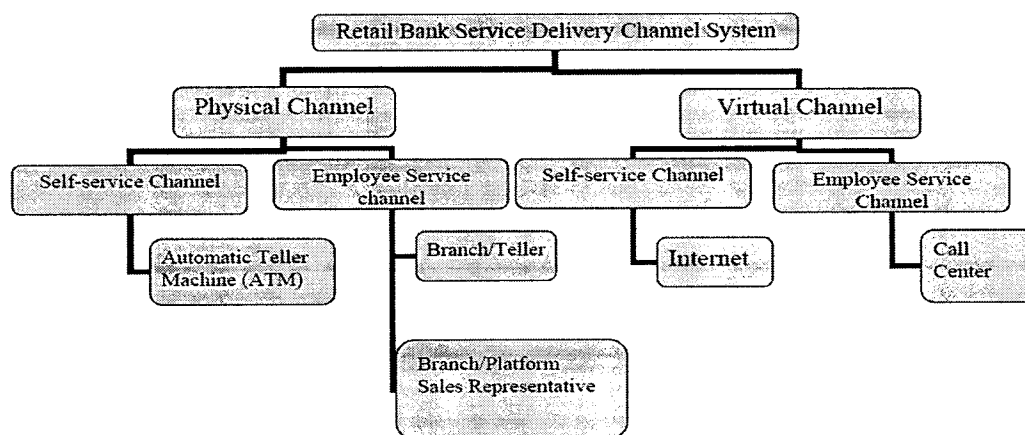 Retail Bank Service Delivery Channel System
Physical Channel
Virtual Channel
Self-service Channel
Employee Service
channel
Self-service Channel
Employee Service
Channel
Automatic Teller
Machine (ATM)
Branch/Teller
Internet
Call
Center
Branch/Platform
Sales Representative